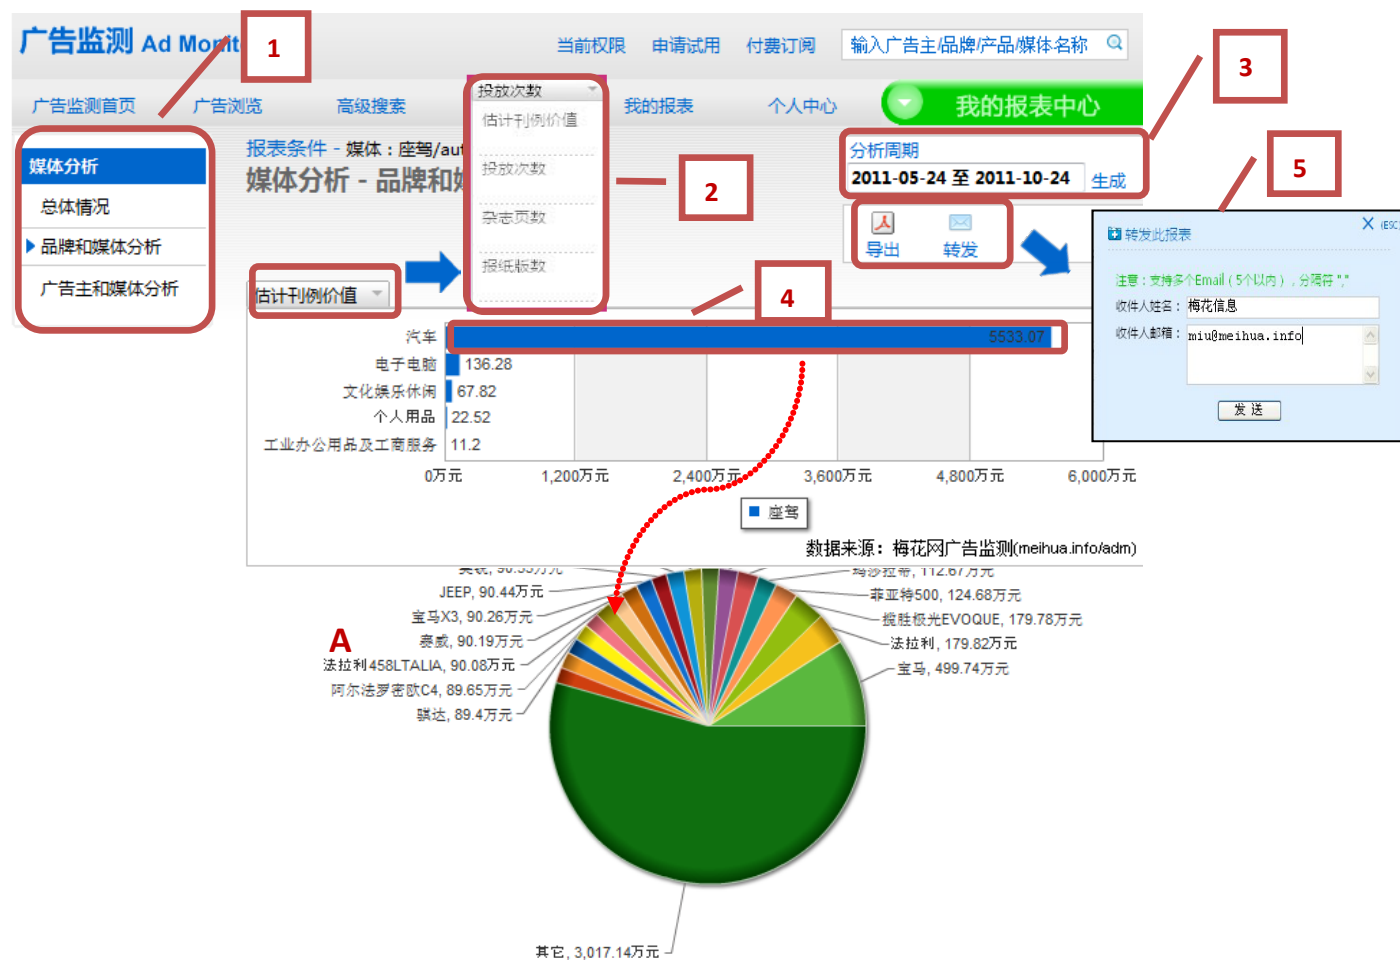 广告监测 Ad Monit
1
当前权限 申请试用 付费订阅 输入广告主/品牌/产品/媒体名称
3
广告监测首页 广告浏览 高级搜索 我的报表 个人中心 我的报表中心
投放次数
估计刊例价值
投放次数
杂志页数
报纸版数
2
媒体分析
总体情况
品牌和媒体分析
广告主和媒体分析
报表条件 - 媒体：座驾/aut
媒体分析 - 品牌和
分析周期
2011-05-24 至 2011-10-24 生成
导出 转发
5
转发此报表 X (ESC)
注意：支持多个Email（5个以内），分隔符 ","
收件人姓名： 梅花信息
收件人邮箱： miu@meihua.info
发 送
估计刊例价值
4
汽车 5533.07
电子电脑 136.28
文化娱乐休闲 67.82
个人用品 22.52
工业办公用品及工商服务 11.2
0万元 1,200万元 2,400万元 3,600万元 4,800万元 6,000万元
座驾
数据来源：梅花网广告监测(meihua.info/adm)
玛莎拉蒂, 112.67万元
JEEP, 90.44万元
菲亚特500, 124.68万元
宝马X3, 90.26万元
揽胜极光EVOQUE, 179.78万元
A
赛威, 90.19万元
法拉利, 179.82万元
法拉利458LTALIA, 90.08万元
宝马, 499.74万元
阿尔法罗密欧C4, 89.65万元
骐达, 89.4万元
其它, 3,017.14万元